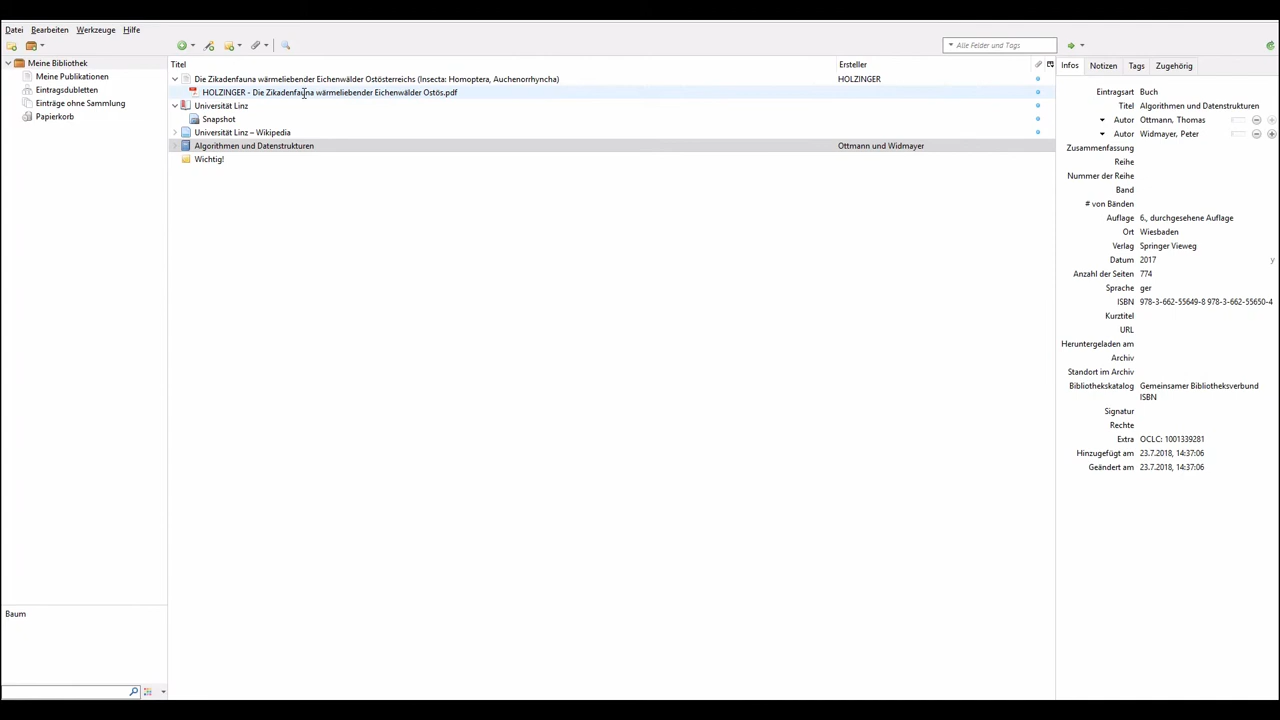 Datei Bearbeiten Werkzeuge Hilfe
Alle Felder und Tags
Meine Bibliothek
Meine Publikationen
Eintragsdubletten
Einträge ohne Sammlung
Papierkorb
Baum
Titel Ersteller
Die Zikadenfauna wärmeliebender Eichenwälder Ostösterreichs (Insecta: Homoptera, Auchenorrhyncha) HOLZINGER
HOLZINGER - Die Zikadenfauna wärmeliebender Eichenwälder Ostös.pdf
Universität Linz
Snapshot
Universität Linz – Wikipedia
Algorithmen und Datenstrukturen Ottmann und Widmayer
Wichtig!
Infos Notizen Tags Zugehörig
Eintragsart Buch
Titel Algorithmen und Datenstrukturen
Autor Ottmann, Thomas
Autor Widmayer, Peter
Zusammenfassung
Reihe
Nummer der Reihe
Band
# von Bänden
Auflage 6., durchgesehene Auflage
Ort Wiesbaden
Verlag Springer Vieweg
Datum 2017 y
Anzahl der Seiten 774
Sprache ger
ISBN 978-3-662-55649-8 978-3-662-55650-4
Kurztitel
URL
Heruntergeladen am
Archiv
Standort im Archiv
Bibliothekskatalog Gemeinsamer Bibliotheksverbund
ISBN
Signatur
Rechte
Extra OCLC: 1001339281
Hinzugefügt am 23.7.2018, 14:37:06
Geändert am 23.7.2018, 14:37:06